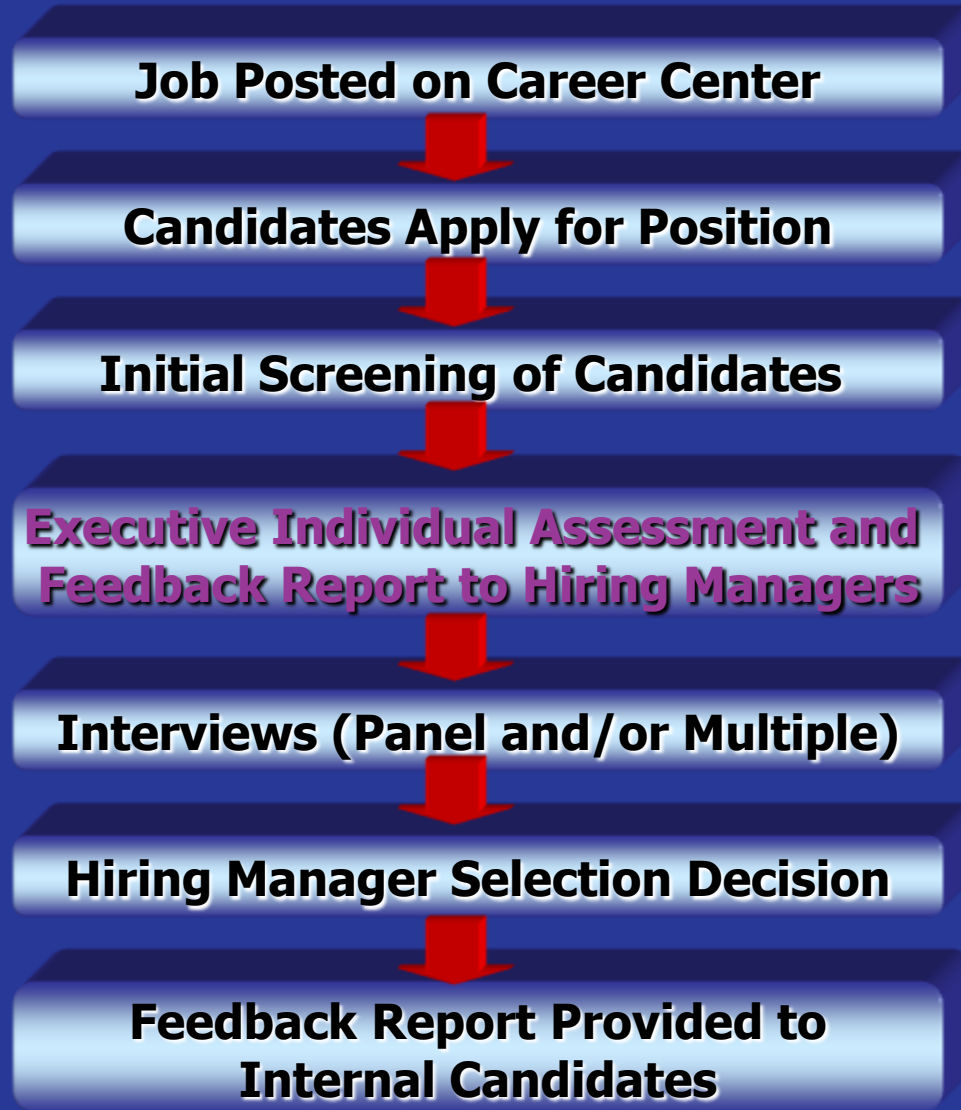 Job Posted on Career Center
Candidates Apply for Position
Initial Screening of Candidates
Executive Individual Assessment and
Feedback Report to Hiring Managers
Interviews (Panel and/or Multiple)
Hiring Manager Selection Decision
Feedback Report Provided to
Internal Candidates